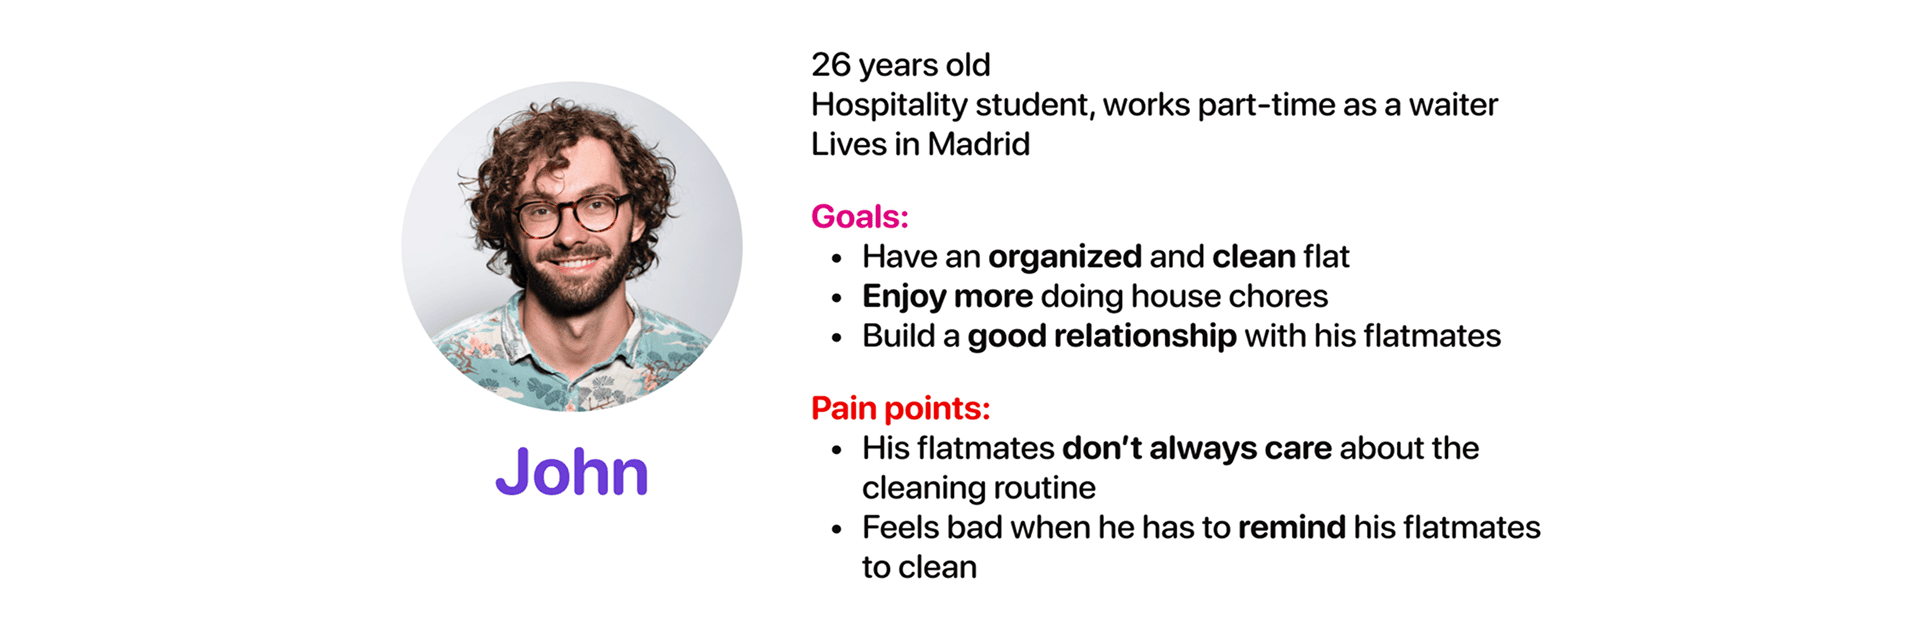 26 years old
Hospitality student, works part-time as a waiter
Lives in Madrid
Goals:
• Have an organized and clean flat
• Enjoy more doing house chores
• Build a good relationship with his flatmates
Pain points:
• His flatmates don’t always care about the
cleaning routine
• Feels bad when he has to remind his flatmates
to clean
John